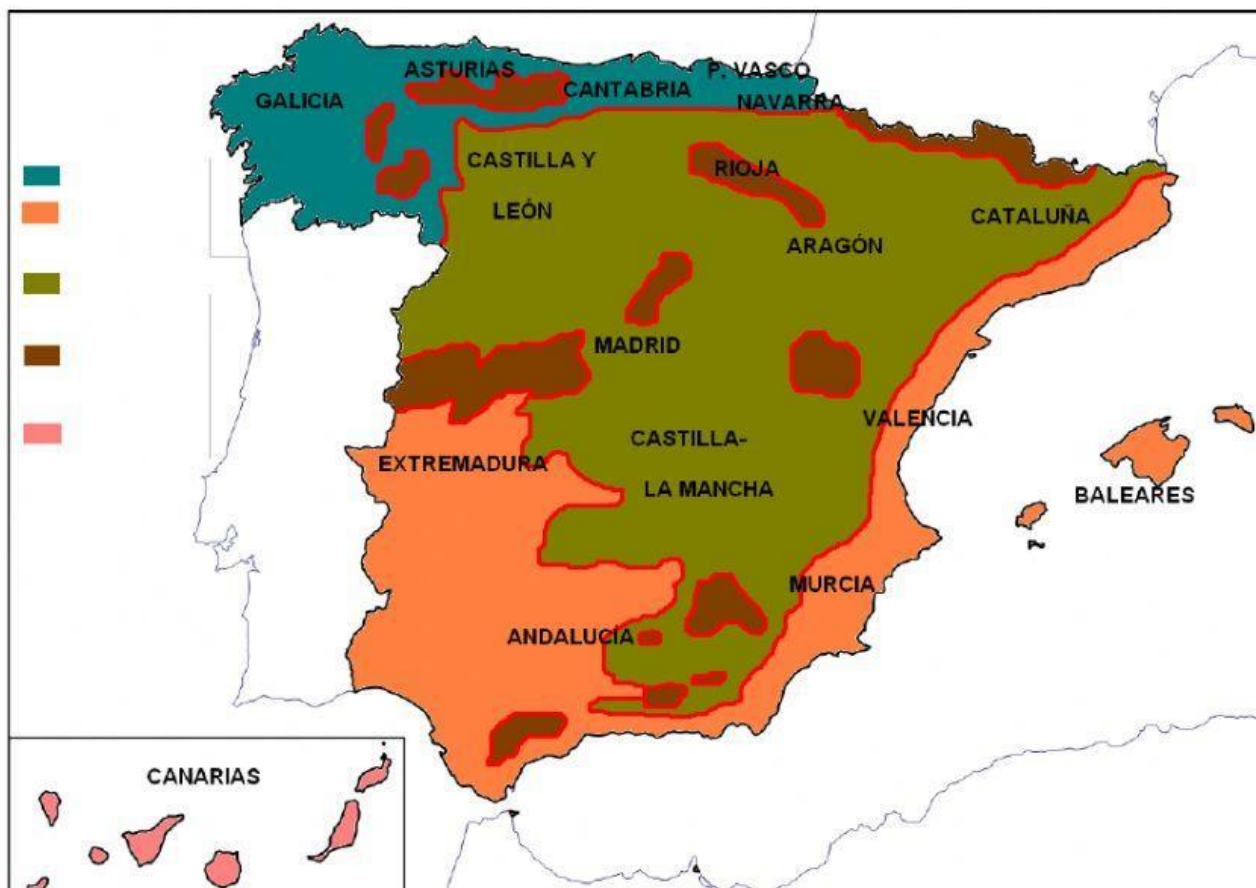 ASTURIAS
P. VASCO
CANTABRIA
GALICIA
NAVARRA
CASTILLA Y
LEÓN
RIOJA
CATALUÑA
ARAGÓN
MADRID
VALENCIA
CASTILLA-
LA MANCHA
EXTREMADURA
BALEARES
MURCIA
ANDALUCÍA
CANARIAS